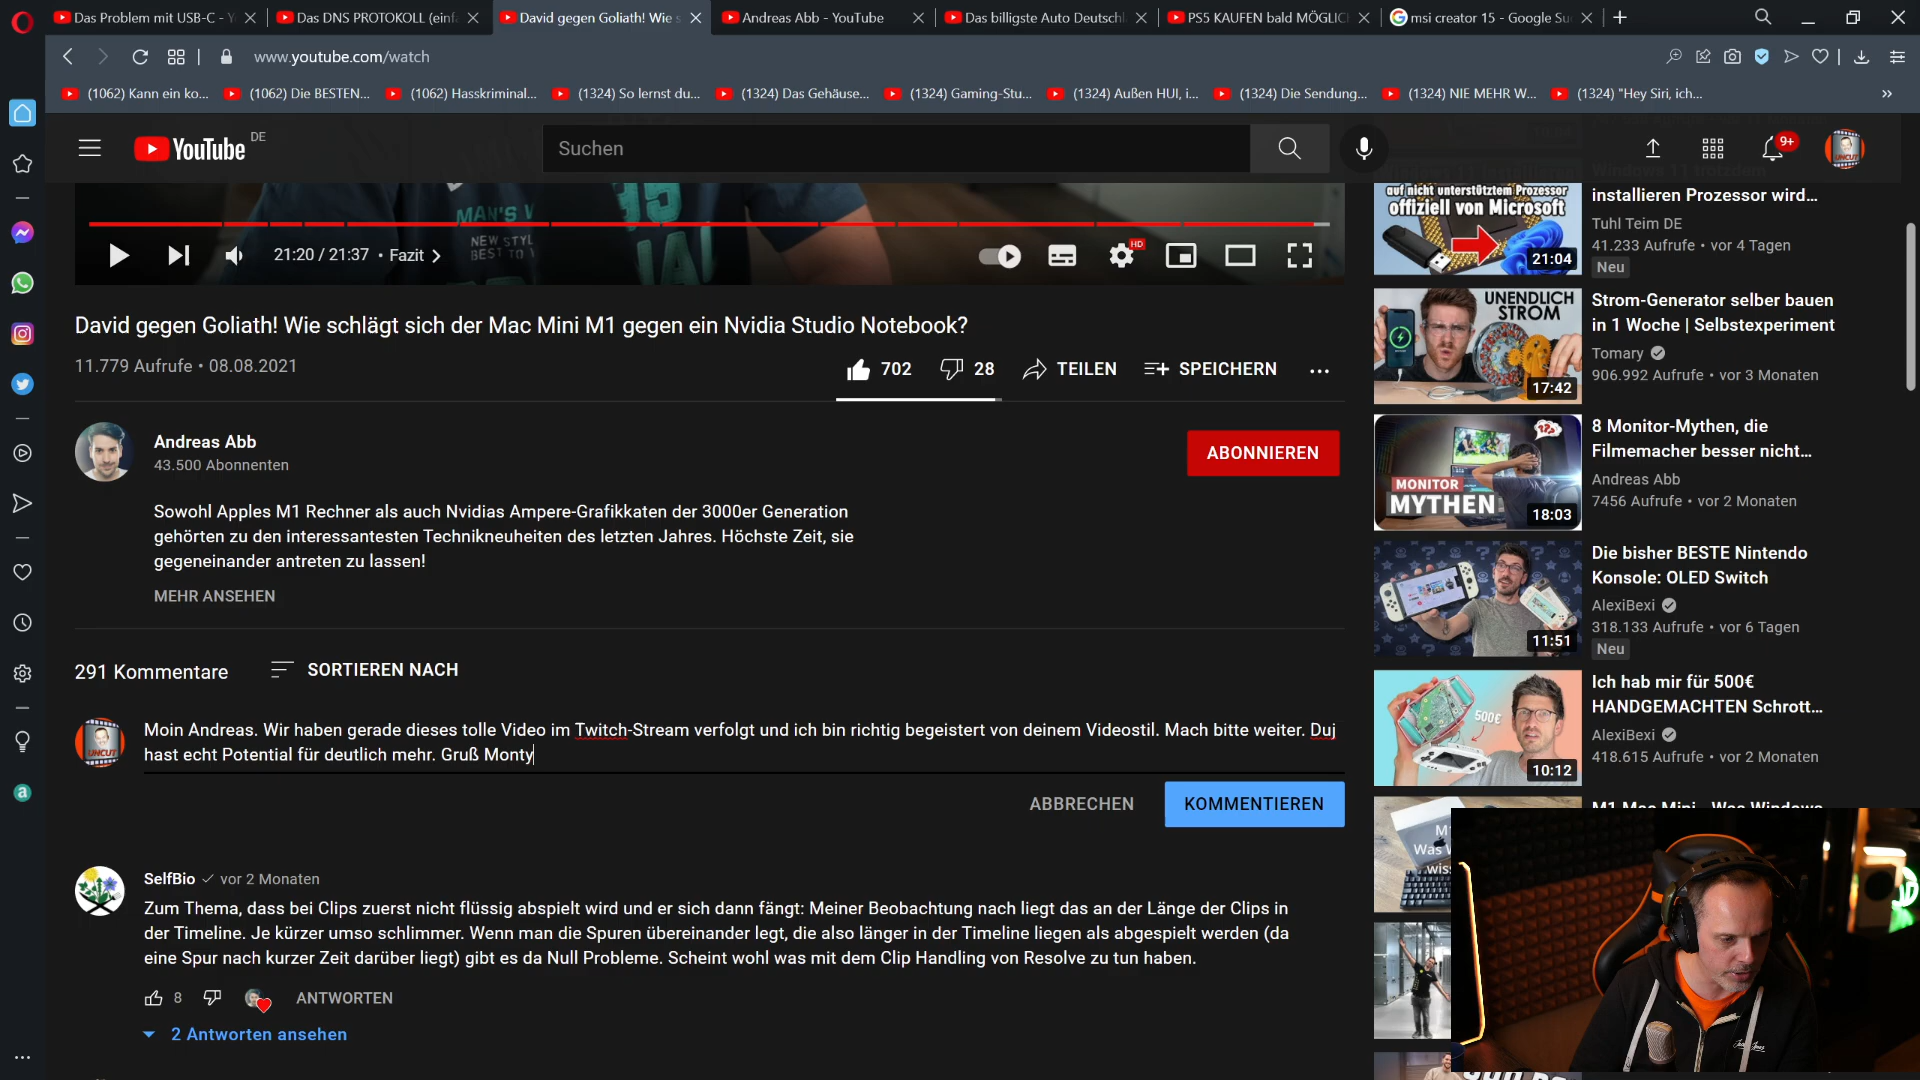 Das Problem mit USB-C - Y
Das DNS PROTOKOLL (einfa
David gegen Goliath! Wie s
Andreas Abb - YouTube
Das billigste Auto Deutschl
PS5 KAUFEN bald MÖGLIC
msi creator 15 - Google Su
www.youtube.com/watch
(1062) Kann ein ko...
(1062) Die BESTEN...
(1062) Hasskriminal...
(1324) So lernst du...
(1324) Das Gehäuse...
(1324) Gaming-Stu...
(1324) Außen HUI, i...
(1324) Die Sendung...
(1324) NIE MEHR W...
(1324) "Hey Siri, ich...
YouTube DE
Suchen
9+
UNCUT
MAN'S
NEW STYL
BEST TO
21:20 / 21:37 • Fazit
HD
David gegen Goliath! Wie schlägt sich der Mac Mini M1 gegen ein Nvidia Studio Notebook?
11.779 Aufrufe • 08.08.2021
702
28
TEILEN
SPEICHERN
Andreas Abb
43.500 Abonnenten
ABONNIEREN
Sowohl Apples M1 Rechner als auch Nvidias Ampere-Grafikkaten der 3000er Generation
gehörten zu den interessantesten Technikneuheiten des letzten Jahres. Höchste Zeit, sie
gegeneinander antreten zu lassen!
MEHR ANSEHEN
291 Kommentare
SORTIEREN NACH
UNCUT
Moin Andreas. Wir haben gerade dieses tolle Video im Twitch-Stream verfolgt und ich bin richtig begeistert von deinem Videostil. Mach bitte weiter. Duj
hast echt Potential für deutlich mehr. Gruß Monty
ABBRECHEN
KOMMENTIEREN
SelfBio vor 2 Monaten
Zum Thema, dass bei Clips zuerst nicht flüssig abspielt wird und er sich dann fängt: Meiner Beobachtung nach liegt das an der Länge der Clips in
der Timeline. Je kürzer umso schlimmer. Wenn man die Spuren übereinander legt, die also länger in der Timeline liegen als abgespielt werden (da
eine Spur nach kurzer Zeit darüber liegt) gibt es da Null Probleme. Scheint wohl was mit dem Clip Handling von Resolve zu tun haben.
8
ANTWORTEN
2 Antworten ansehen
auf nicht unterstütztem Prozessor
offiziell von Microsoft
21:04
Windows 11 trotzdem
installieren Prozessor wird...
Tuhl Teim DE
41.233 Aufrufe • vor 4 Tagen
Neu
UNENDLICH
STROM
17:42
Strom-Generator selber bauen
in 1 Woche | Selbstexperiment
Tomary
906.992 Aufrufe • vor 3 Monaten
???
MONITOR
MYTHEN
18:03
8 Monitor-Mythen, die
Filmemacher besser nicht...
Andreas Abb
7456 Aufrufe • vor 2 Monaten
11:51
Die bisher BESTE Nintendo
Konsole: OLED Switch
AlexiBexi
318.133 Aufrufe • vor 6 Tagen
Neu
500€
10:12
Ich hab mir für 500€
HANDGEMACHTEN Schrott...
AlexiBexi
418.615 Aufrufe • vor 2 Monaten
M1 Mac Mini - Was Windows